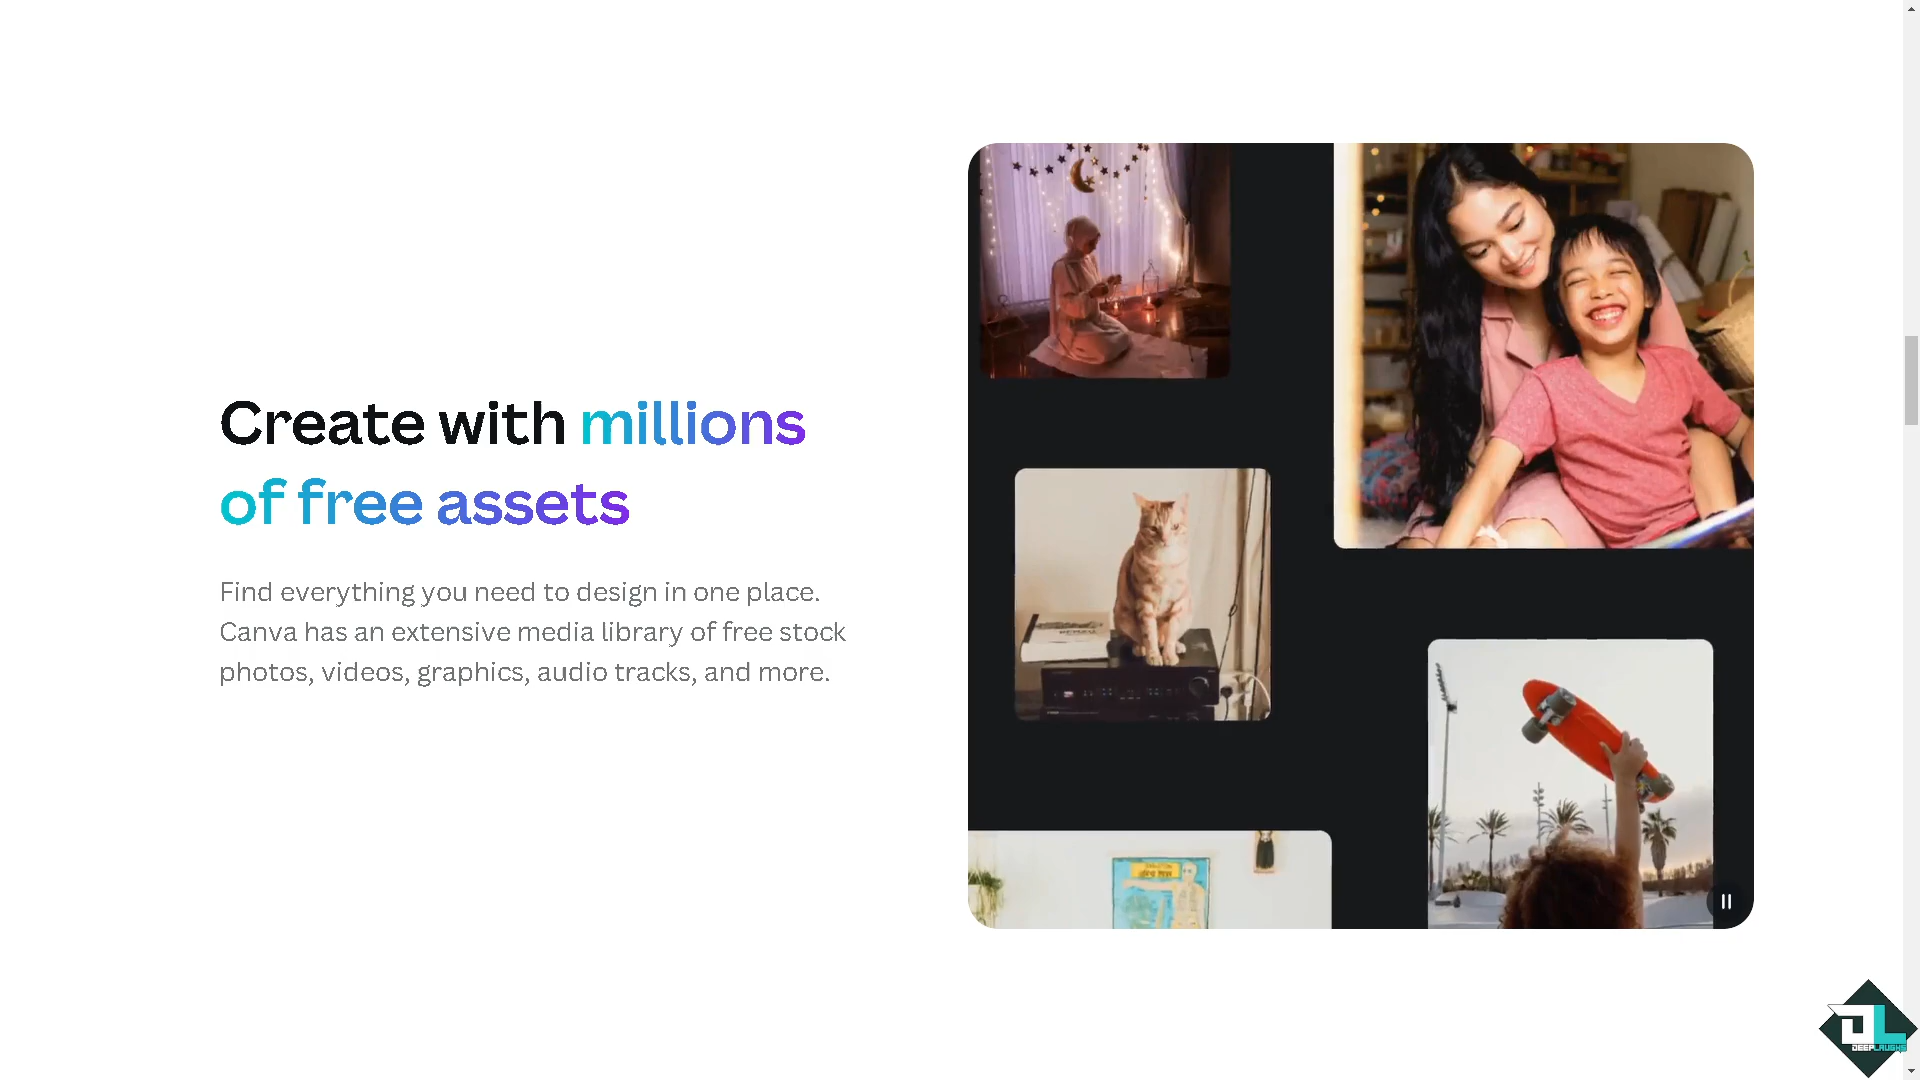 Create with millions
of free assets
Find everything you need to design in one place.
Canva has an extensive media library of free stock
photos, videos, graphics, audio tracks, and more.
DEEPLAUGHS